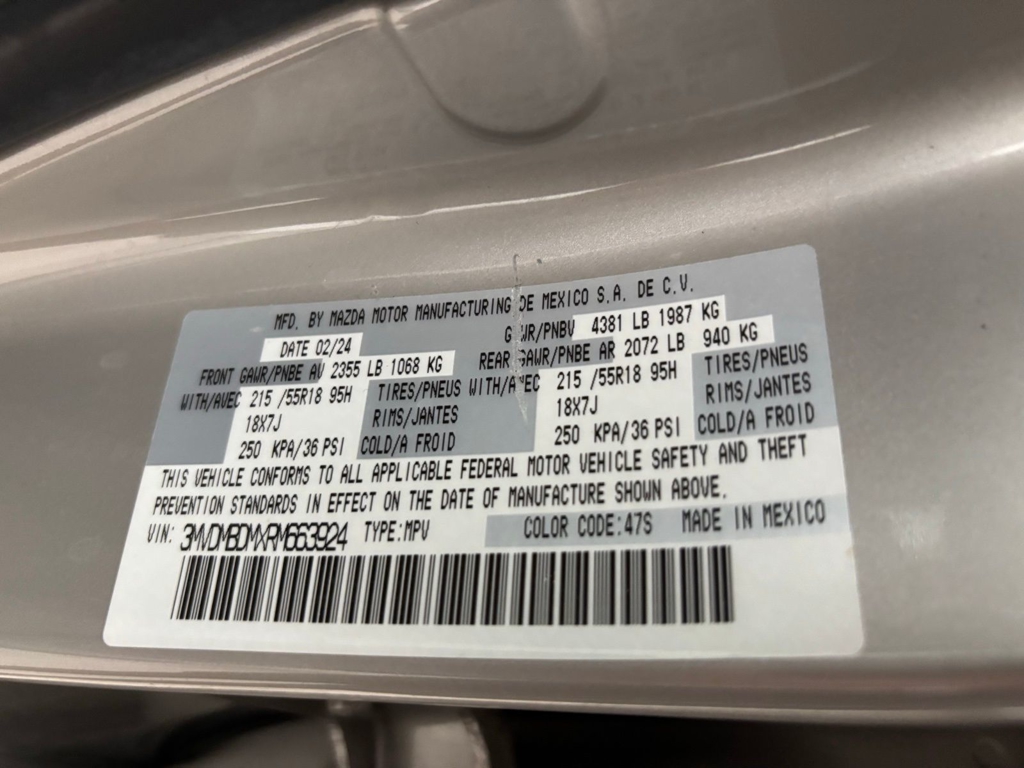 MFD. BY MAZDA MOTOR MANUFACTURING DE MEXICO S.A. DE C.V.
DATE 02/24 GVWR/PNBV 4381 LB 1987 KG
FRONT GAWR/PNBE AV 2355 LB 1068 KG REAR GAWR/PNBE AR 2072 LB 940 KG
WITH/AVEC 215 /55R18 95H TIRES/PNEUS WITH/AVEC 215 /55R18 95H TIRES/PNEUS
18X7J RIMS/JANTES 18X7J RIMS/JANTES
250 KPA/36 PSI COLD/A FROID 250 KPA/36 PSI COLD/A FROID
THIS VEHICLE CONFORMS TO ALL APPLICABLE FEDERAL MOTOR VEHICLE SAFETY AND THEFT
PREVENTION STANDARDS IN EFFECT ON THE DATE OF MANUFACTURE SHOWN ABOVE.
VIN: 3MVDMBDMXRM663924 TYPE:MPV COLOR CODE:47S MADE IN MEXICO